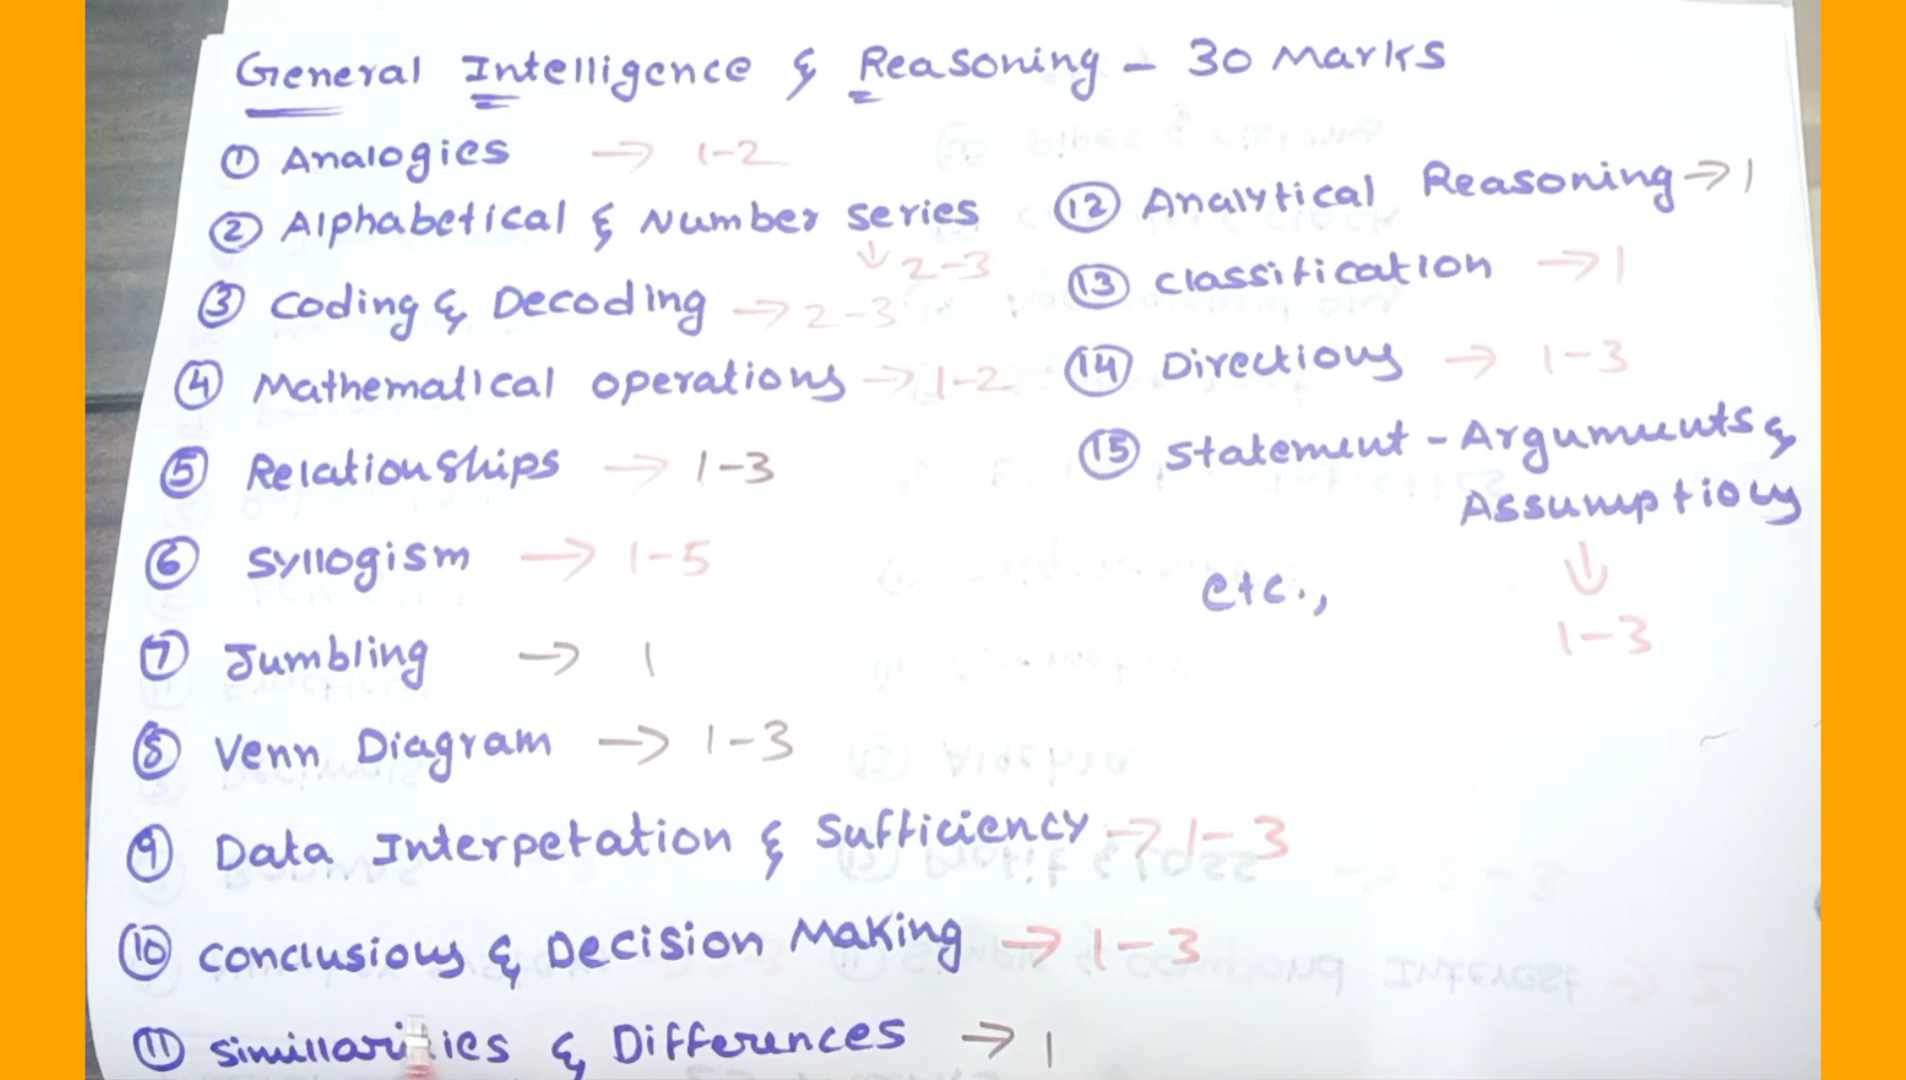 General Intelligence & Reasoning - 30 Marks
① Analogies → 1-2
② Alphabetical & Number series
↓ 2-3
③ Coding & Decoding → 2-3
④ Mathematical operations → 1-2
⑤ Relationships → 1-3
⑥ Syllogism → 1-5
⑦ Jumbling → 1
⑧ Venn Diagram → 1-3
⑨ Data Interpetation & Sufficiency → 1-3
⑩ Conclusions & Decision Making → 1-3
⑪ Simillarities & Differences → 1
⑫ Analytical Reasoning → 1
⑬ Classification → 1
⑭ Directions → 1-3
⑮ Statement - Arguments &
Assumptions
↓
1-3
etc.,